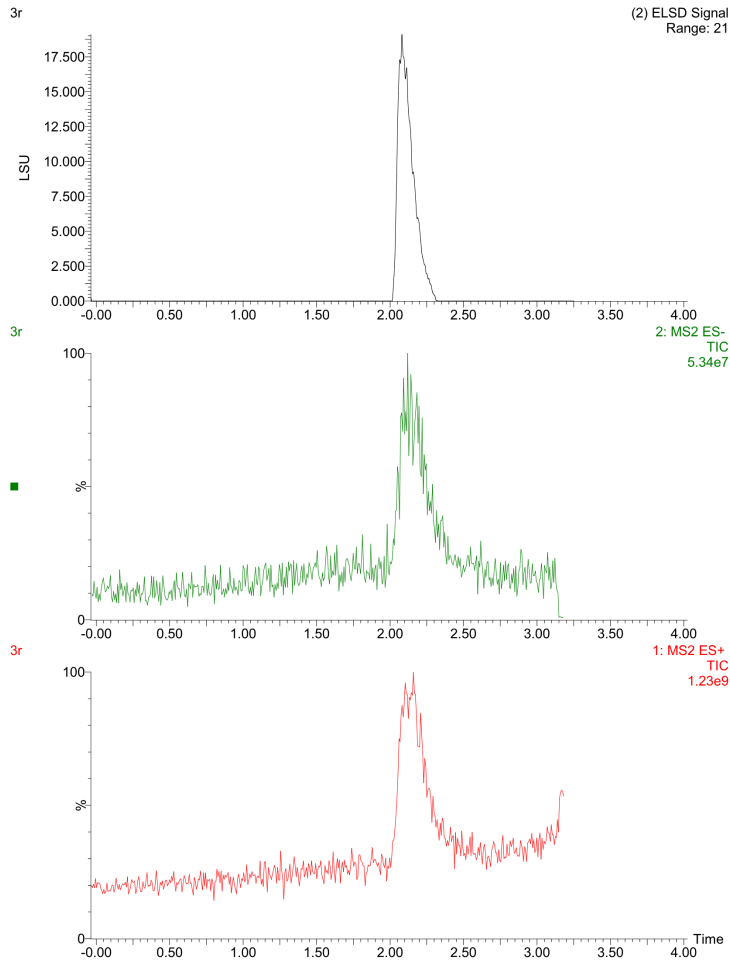 3r
(2) ELSD Signal
Range: 21
17.500
15.000
12.500
10.000
7.500
5.000
2.500
0.000
LSU
-0.00 0.50 1.00 1.50 2.00 2.50 3.00 3.50 4.00
3r
2: MS2 ES-
TIC
5.34e7
100
%
0
-0.00 0.50 1.00 1.50 2.00 2.50 3.00 3.50 4.00
3r
1: MS2 ES+
TIC
1.23e9
100
%
0
Time
-0.00 0.50 1.00 1.50 2.00 2.50 3.00 3.50 4.00